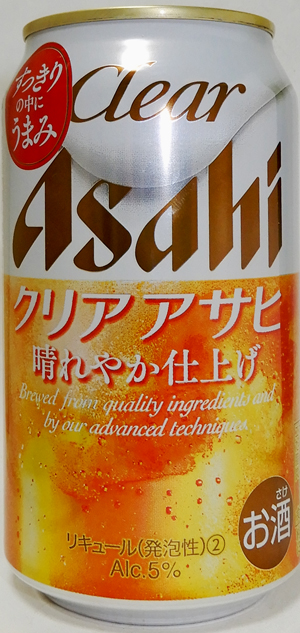 すっきり
の中に
うまみ
Clear
Asahi
クリア アサヒ
晴れやか仕上げ
Brewed from quality ingredients and
by our advanced techniques.
さけ
お酒
リキュール(発泡性)②
Alc.5%